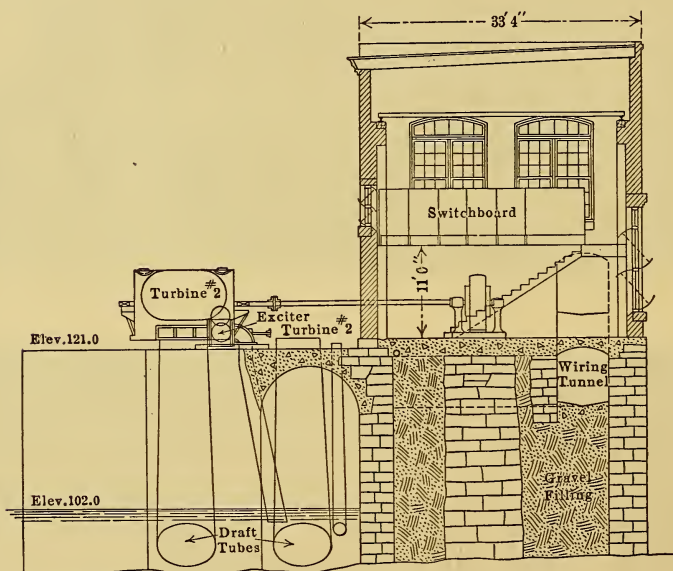 33' 4"
Switchboard
11' 0"
Turbine #2
Exciter
Turbine #2
Elev.121.0
Wiring
Tunnel
Elev.102.0
Gravel
Filling
Draft
Tubes